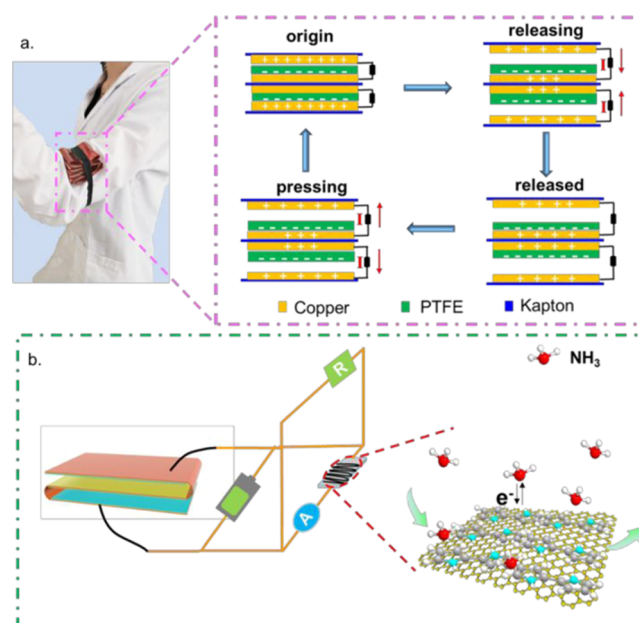 a.
origin
releasing
I
I
pressing
released
I
I
Copper
PTFE
Kapton
b.
NH3
R
A
e-